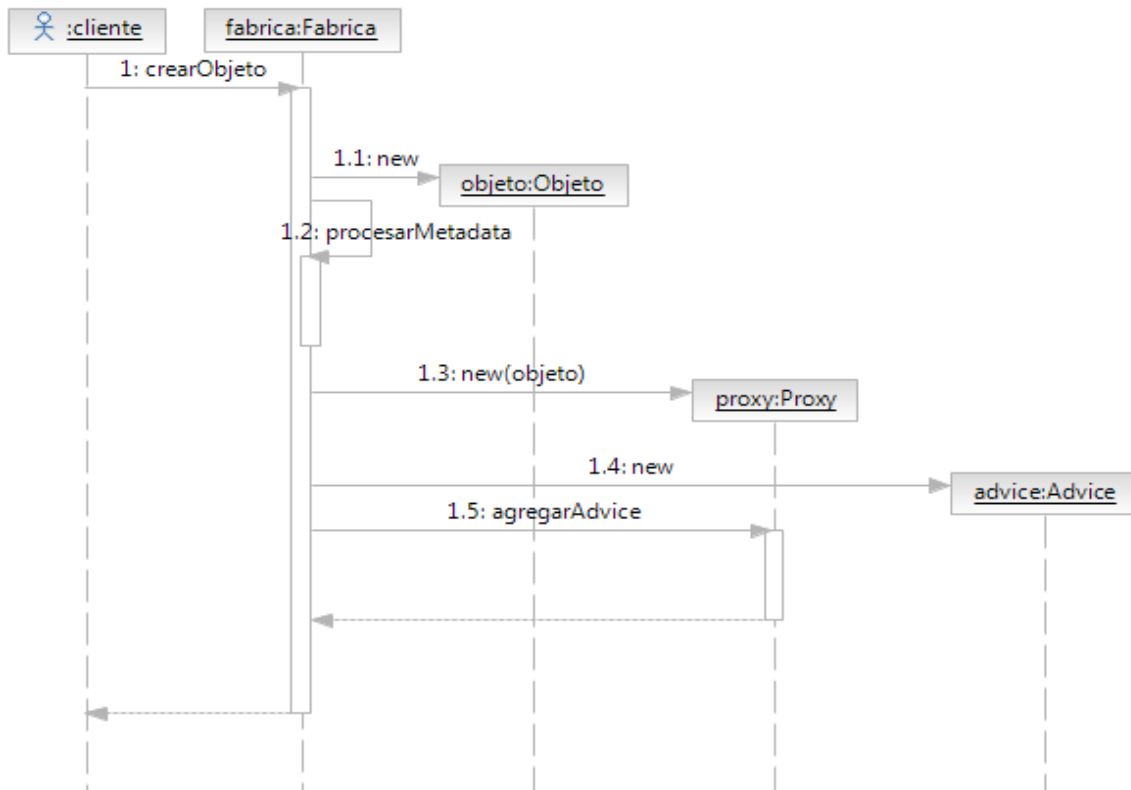 :cliente
fabrica:Fabrica
1: crearObjeto
1.1: new
objeto:Objeto
1.2: procesarMetadata
1.3: new(objeto)
proxy:Proxy
1.4: new
advice:Advice
1.5: agregarAdvice